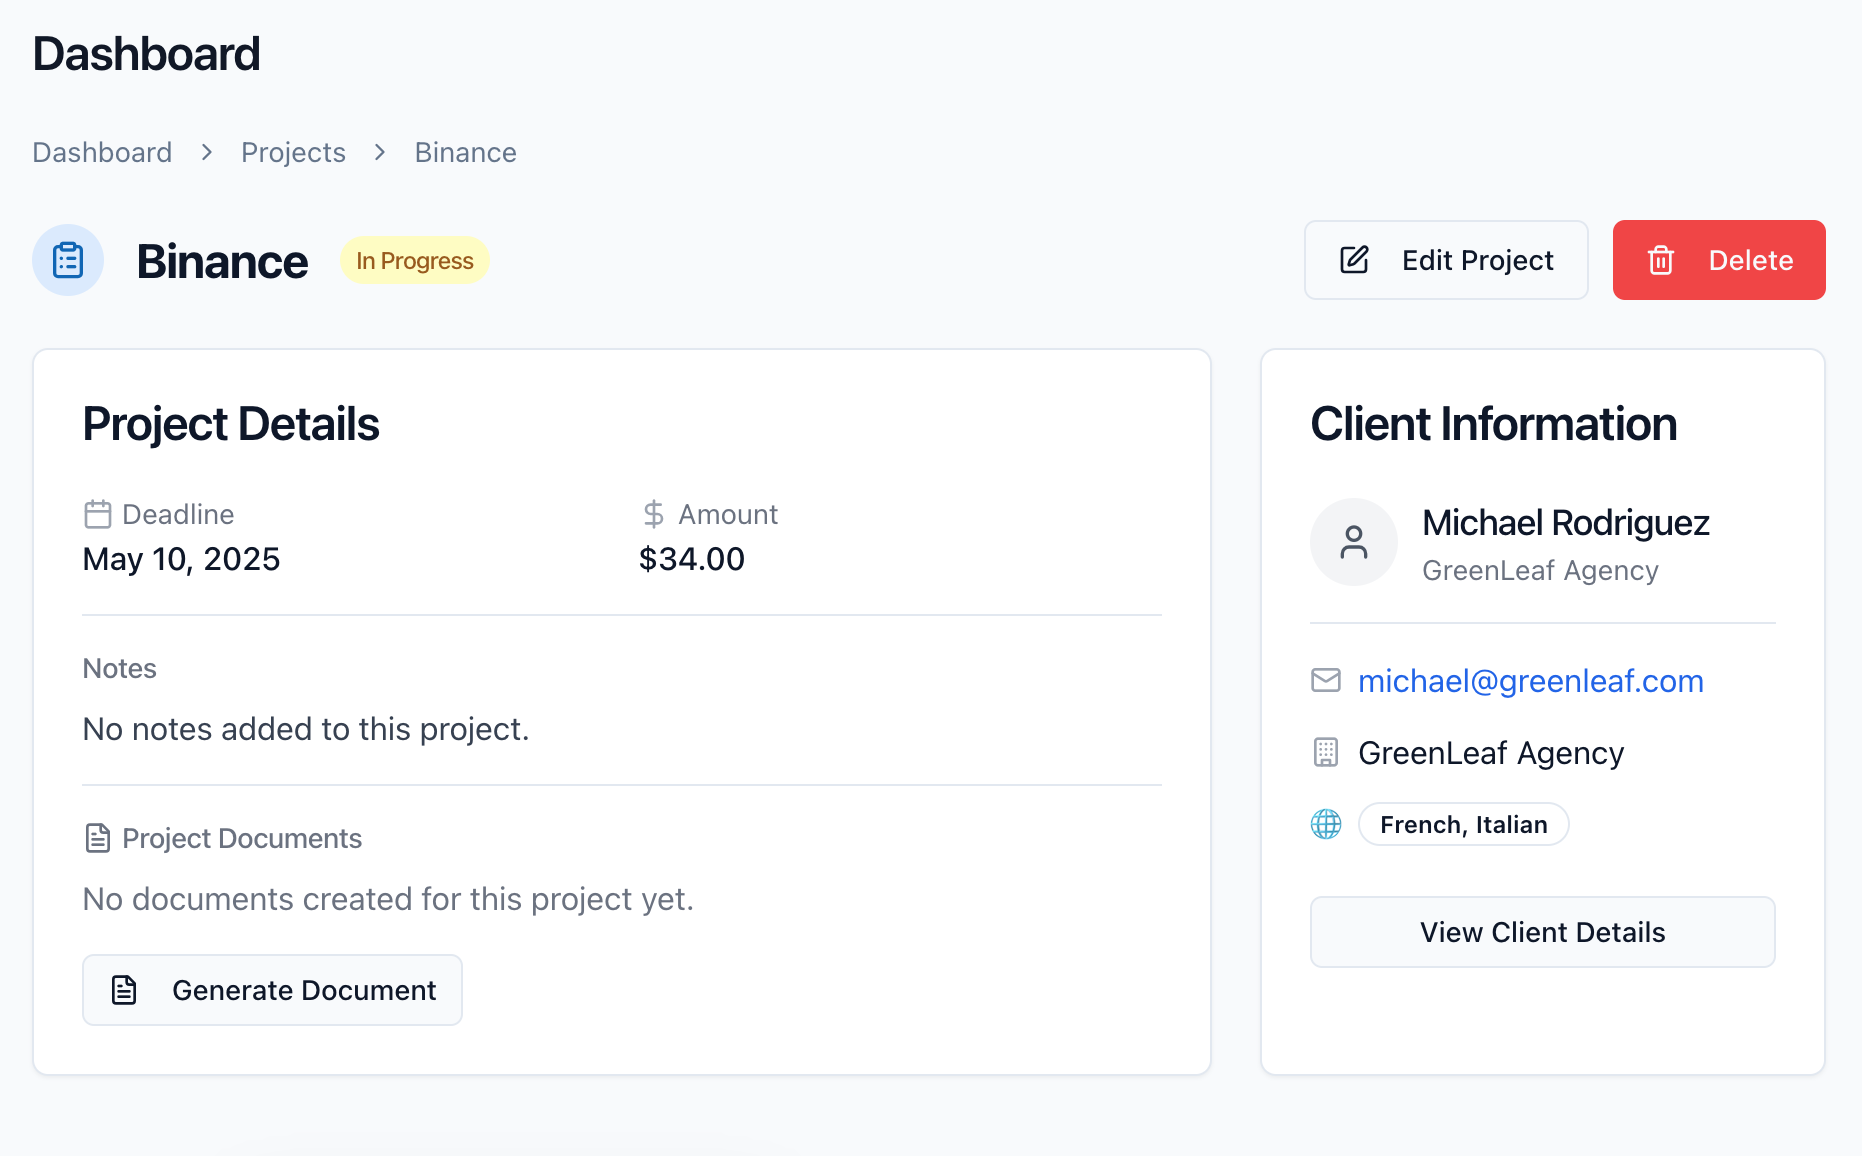 Dashboard
Dashboard > Projects > Binance
Binance
In Progress
Edit Project
Delete
Project Details
Deadline
May 10, 2025
Amount
$34.00
Notes
No notes added to this project.
Project Documents
No documents created for this project yet.
Generate Document
Client Information
Michael Rodriguez
GreenLeaf Agency
michael@greenleaf.com
GreenLeaf Agency
French, Italian
View Client Details